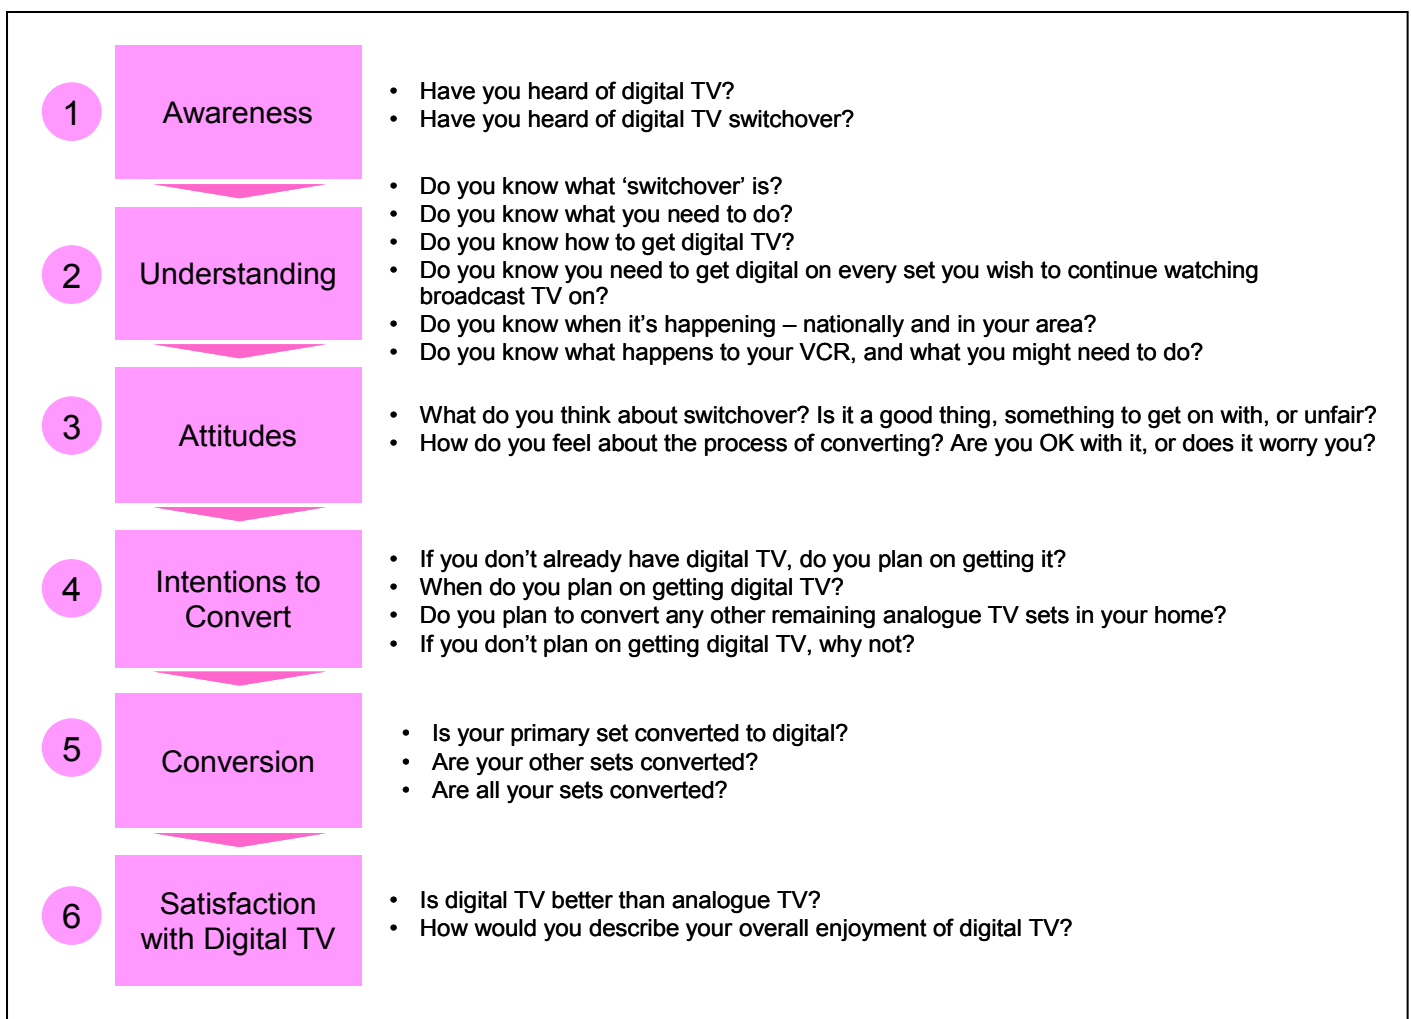 1
Awareness
• Have you heard of digital TV?
• Have you heard of digital TV switchover?
2
Understanding
• Do you know what ‘switchover’ is?
• Do you know what you need to do?
• Do you know how to get digital TV?
• Do you know you need to get digital on every set you wish to continue watching
broadcast TV on?
• Do you know when it’s happening – nationally and in your area?
• Do you know what happens to your VCR, and what you might need to do?
3
Attitudes
• What do you think about switchover? Is it a good thing, something to get on with, or unfair?
• How do you feel about the process of converting? Are you OK with it, or does it worry you?
4
Intentions to
Convert
• If you don’t already have digital TV, do you plan on getting it?
• When do you plan on getting digital TV?
• Do you plan to convert any other remaining analogue TV sets in your home?
• If you don’t plan on getting digital TV, why not?
5
Conversion
• Is your primary set converted to digital?
• Are your other sets converted?
• Are all your sets converted?
6
Satisfaction
with Digital TV
• Is digital TV better than analogue TV?
• How would you describe your overall enjoyment of digital TV?